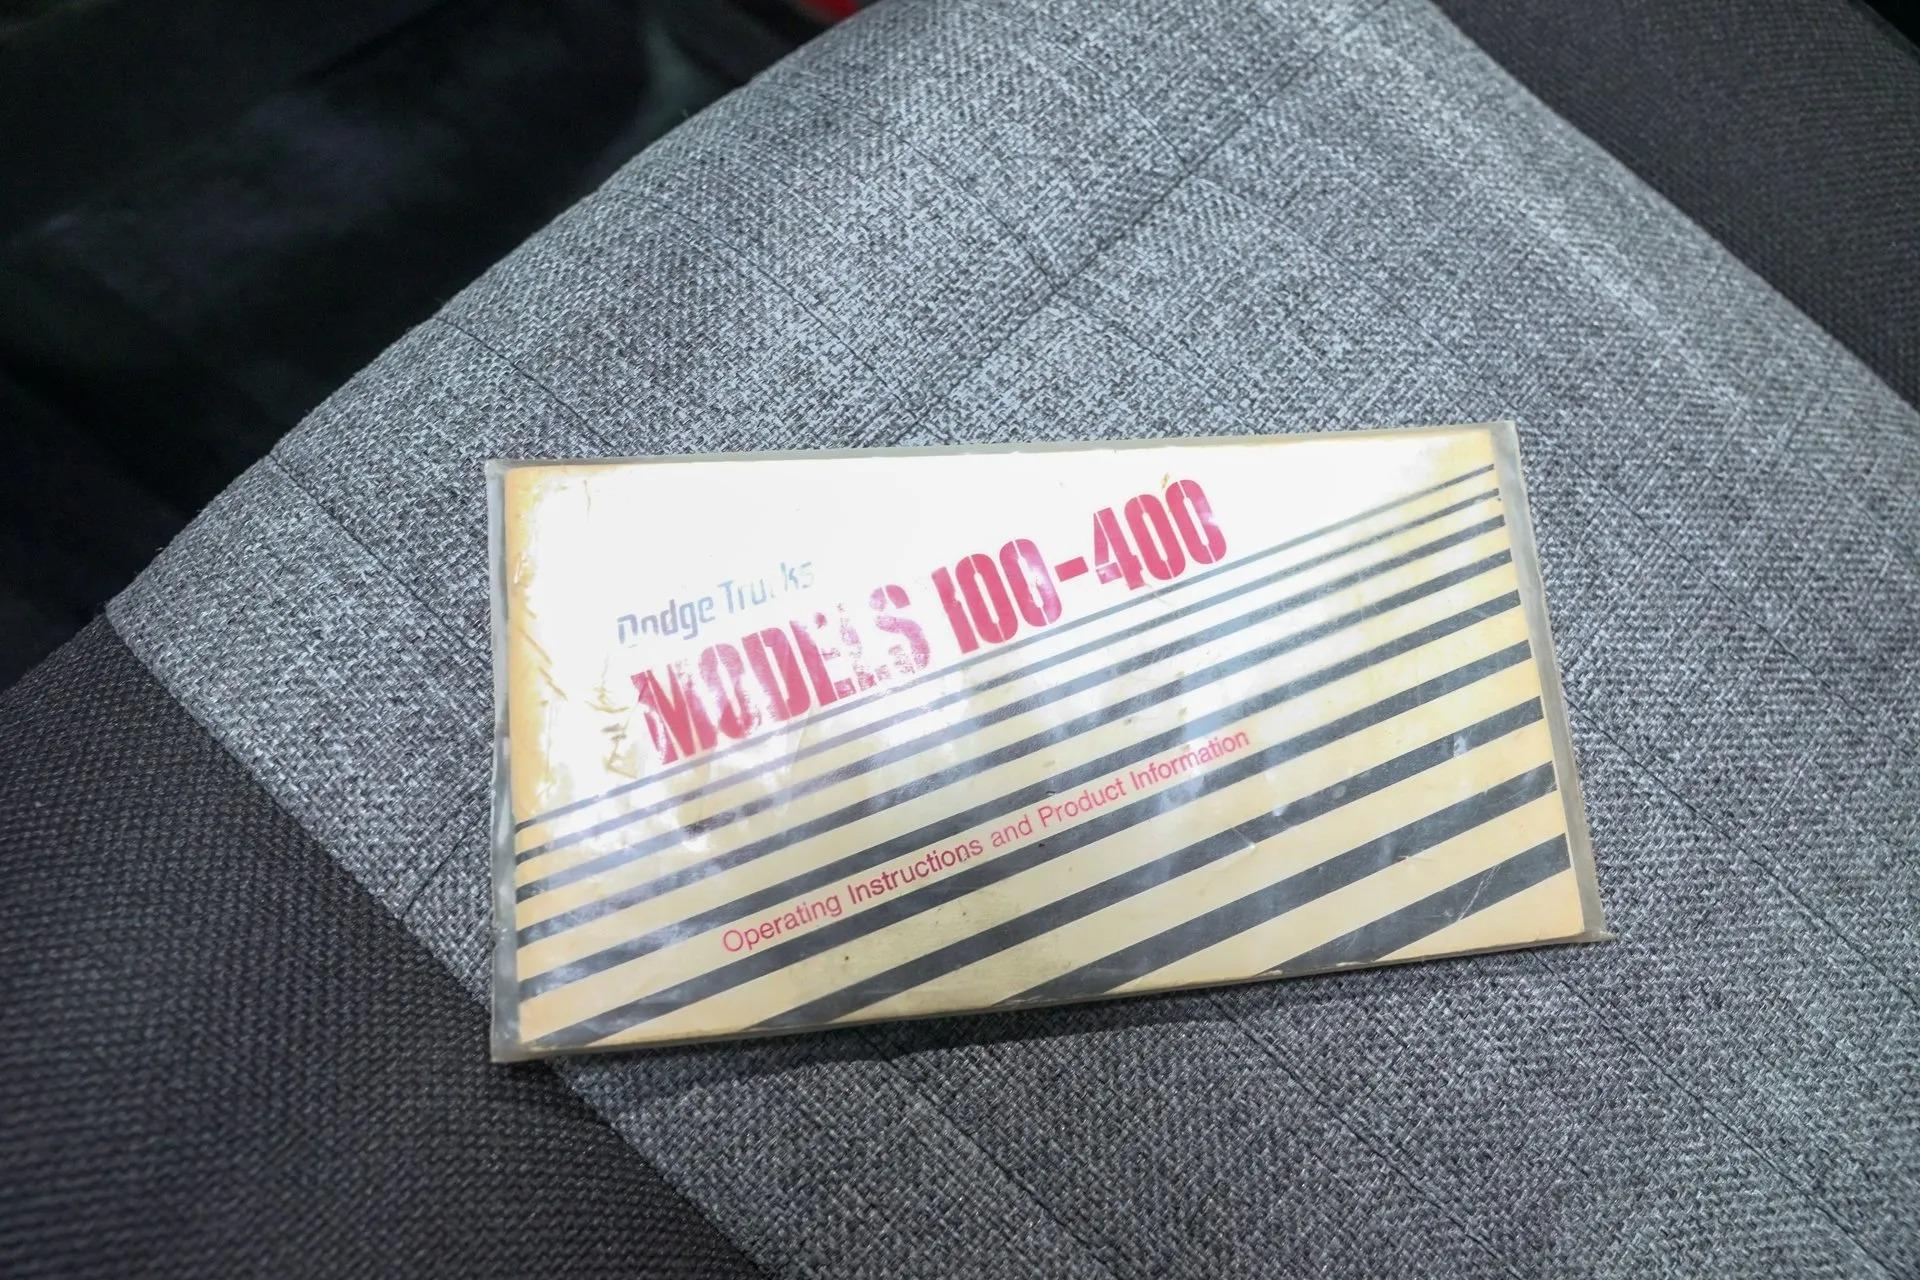 Dodge Trucks
MODELS 100-400
Operating Instructions and Product Information